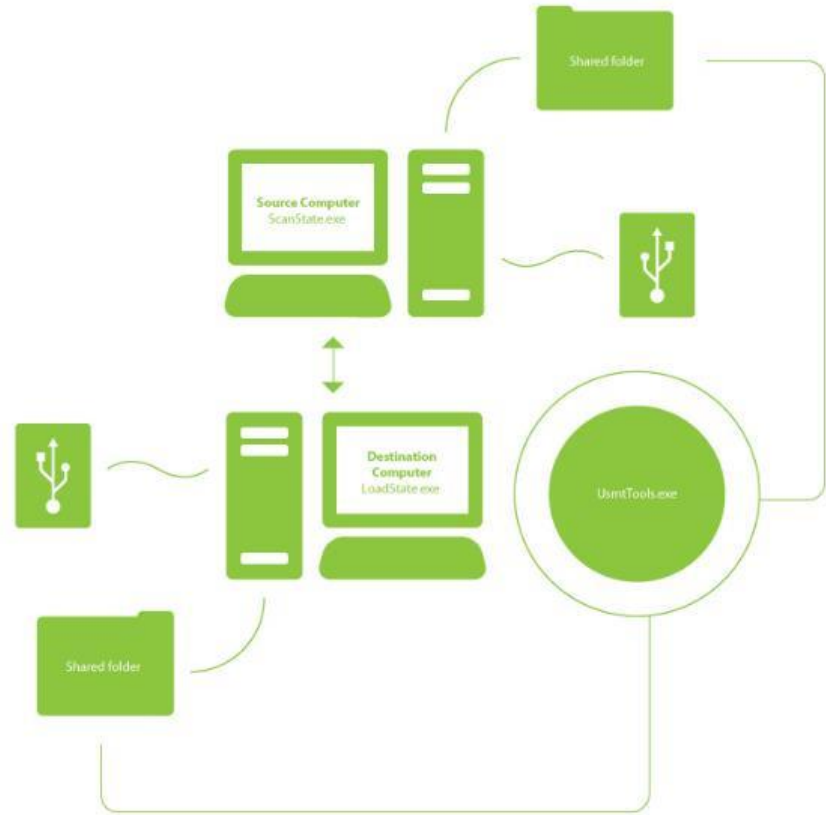 Shared folder
Source Computer
ScanState.exe
Destination
Computer
LoadState.exe
UsmtTools.exe
Shared folder